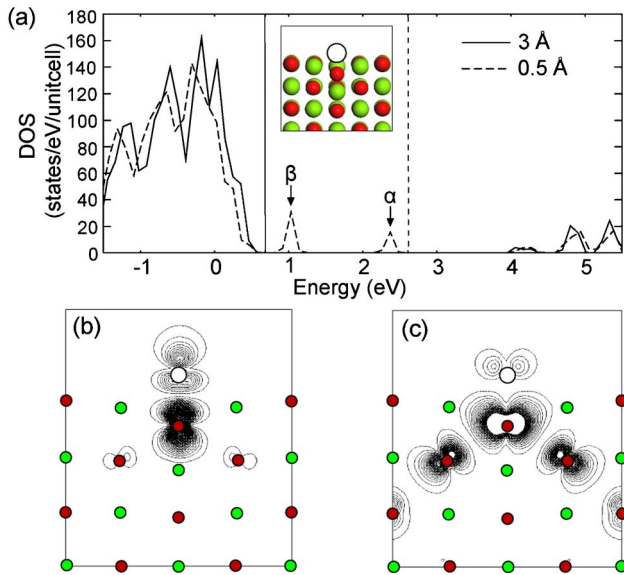 (a)
180
160
140
120
100
80
60
40
20
0
DOS
(states/eV/unitcell)
3 Å
0.5 Å
β
α
-1
0
1
2
3
4
5
Energy (eV)
(b)
(c)